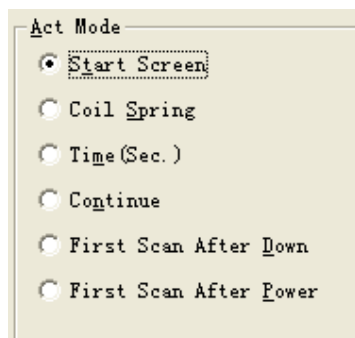 Act Mode
Start Screen
Coil Spring
Time(Sec.)
Continue
First Scan After Down
First Scan After Power